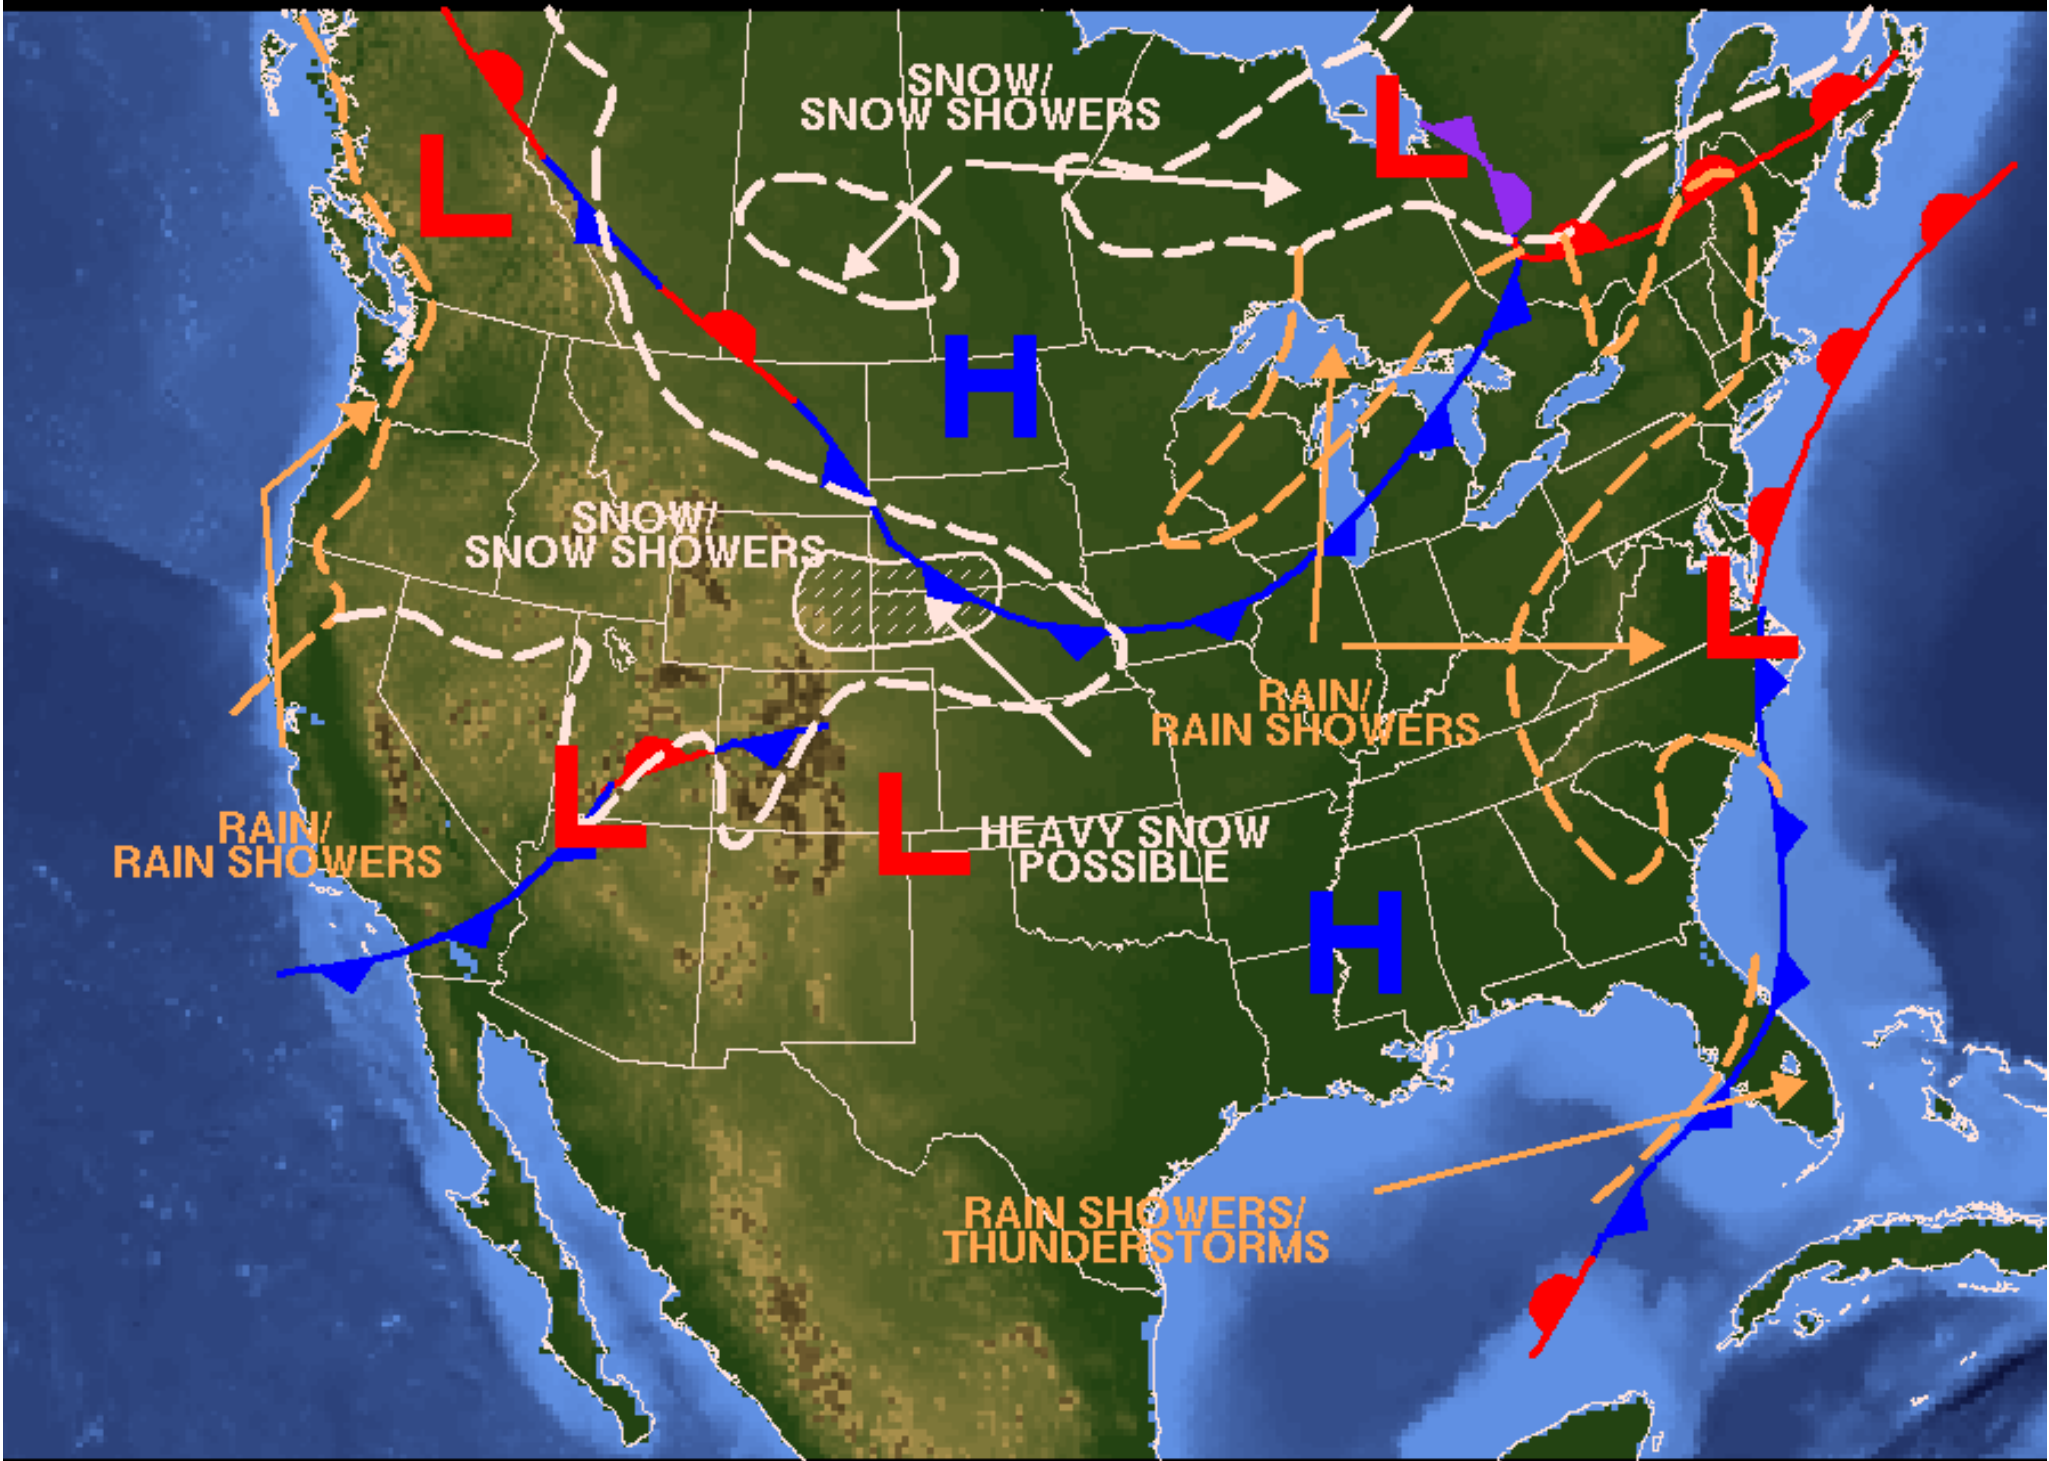 SNOW/
SNOW SHOWERS
L
L
H
SNOW/
SNOW SHOWERS
L
RAIN/
RAIN SHOWERS
L
L
RAIN/
RAIN SHOWERS
HEAVY SNOW
POSSIBLE
H
RAIN SHOWERS/
THUNDERSTORMS